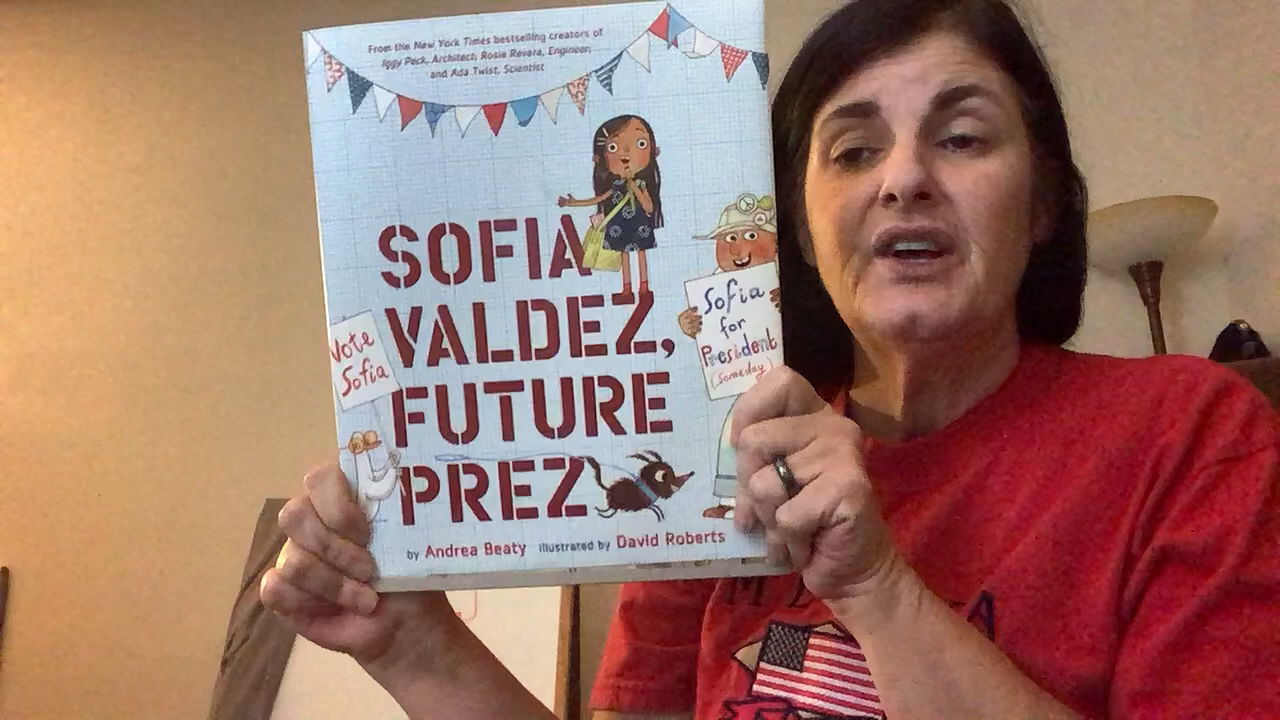 From the New York Times bestselling creators of
Iggy Peck, Architect; Rosie Revere, Engineer;
and Ada Twist, Scientist
SOFIA
VALDEZ,
FUTURE
PREZ
Vote
Sofia
Sofia
for
President
(someday)
by Andrea Beaty illustrated by David Roberts